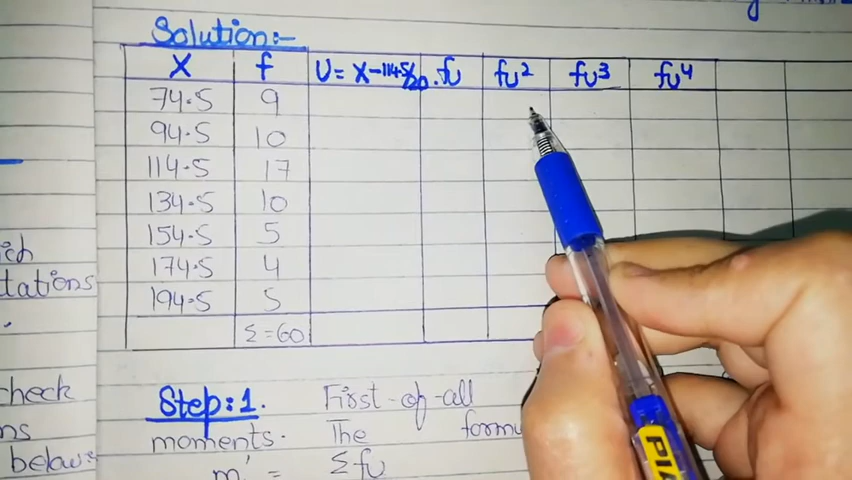 Solution:-
X f U = X-114.5/20 . fu fu² fu³ fu⁴
74.5 9
94.5 10
114.5 17
134.5 10
154.5 5
174.5 4
194.5 5
Σ=60
ich
tations
check
ns
below:
Step:1. First-of-all
moments. The formu
m₁' = Σfu
PIA